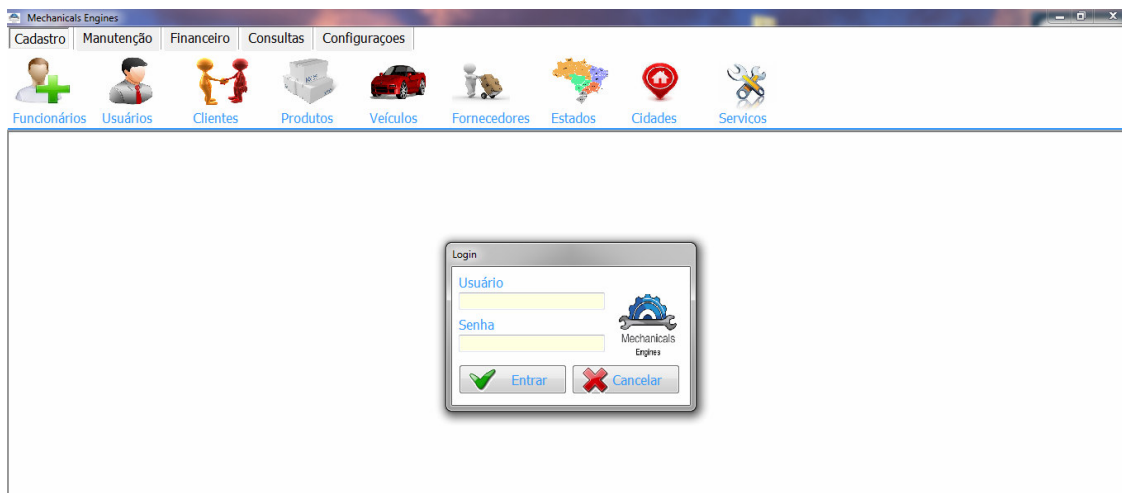 Mechanicals Engines
Cadastro Manutenção Financeiro Consultas Configuraçoes
Funcionários Usuários Clientes Produtos Veículos Fornecedores Estados Cidades Servicos
Login
Usuário
Senha
Mechanicals
Engines
Entrar Cancelar